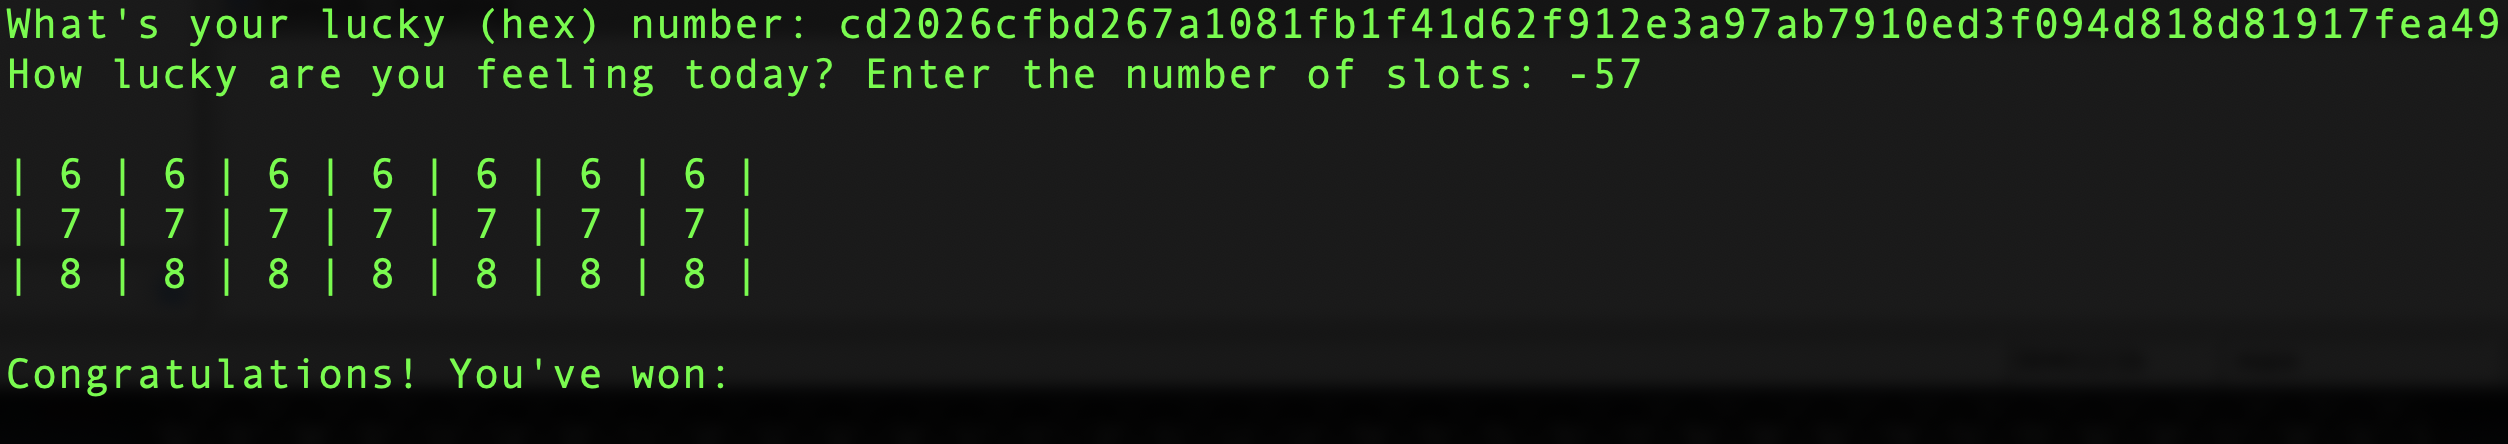 What's your lucky (hex) number: cd2026cfbd267a1081fb1f41d62f912e3a97ab7910ed3f094d818d81917fea49
How lucky are you feeling today? Enter the number of slots: -57
| 6 | 6 | 6 | 6 | 6 | 6 | 6 |
| 7 | 7 | 7 | 7 | 7 | 7 | 7 |
| 8 | 8 | 8 | 8 | 8 | 8 | 8 |
Congratulations! You've won: